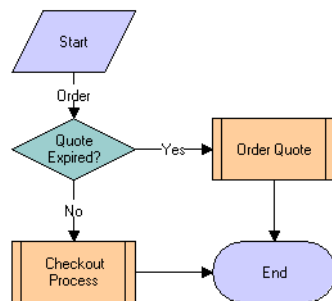 Start
Order
Quote
Expired?
Yes
Order Quote
No
Checkout
Process
End